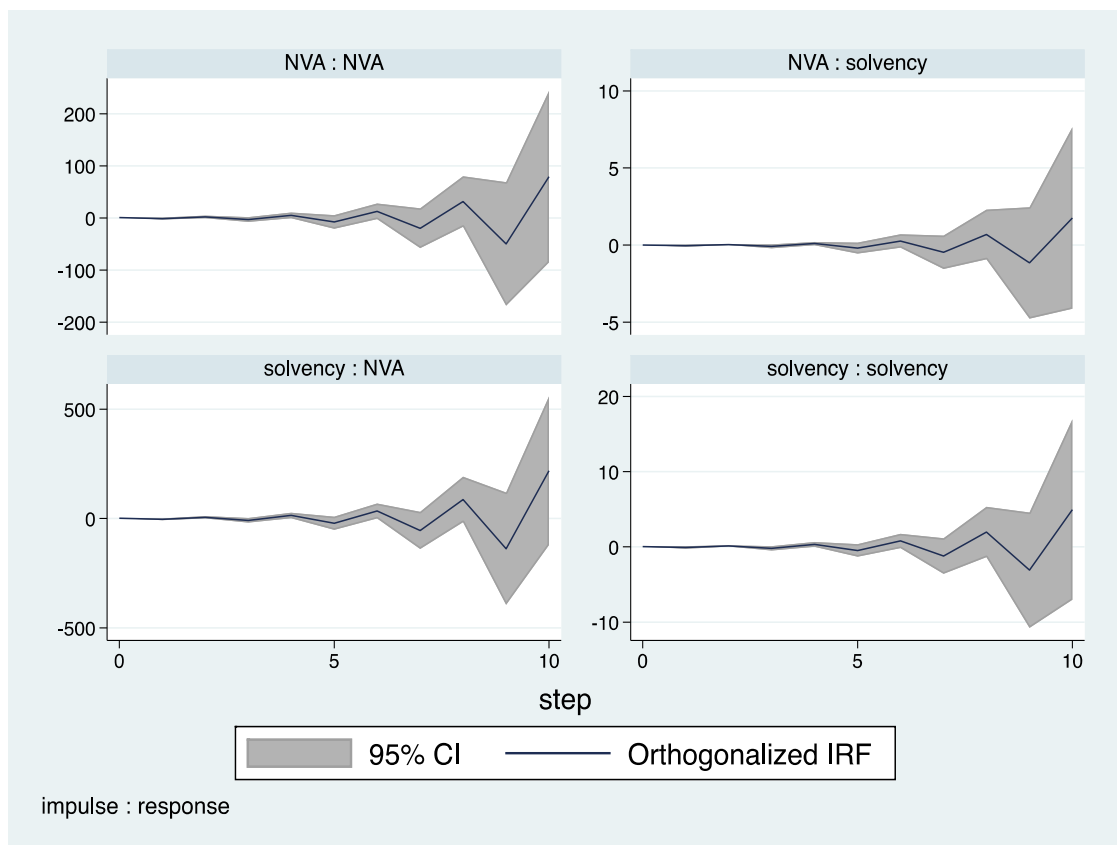 NVA : NVA
NVA : solvency
200
100
0
-100
-200
10
5
0
-5
solvency : NVA
solvency : solvency
500
0
-500
20
10
0
-10
0 5 10
0 5 10
step
95% CI Orthogonalized IRF
impulse : response